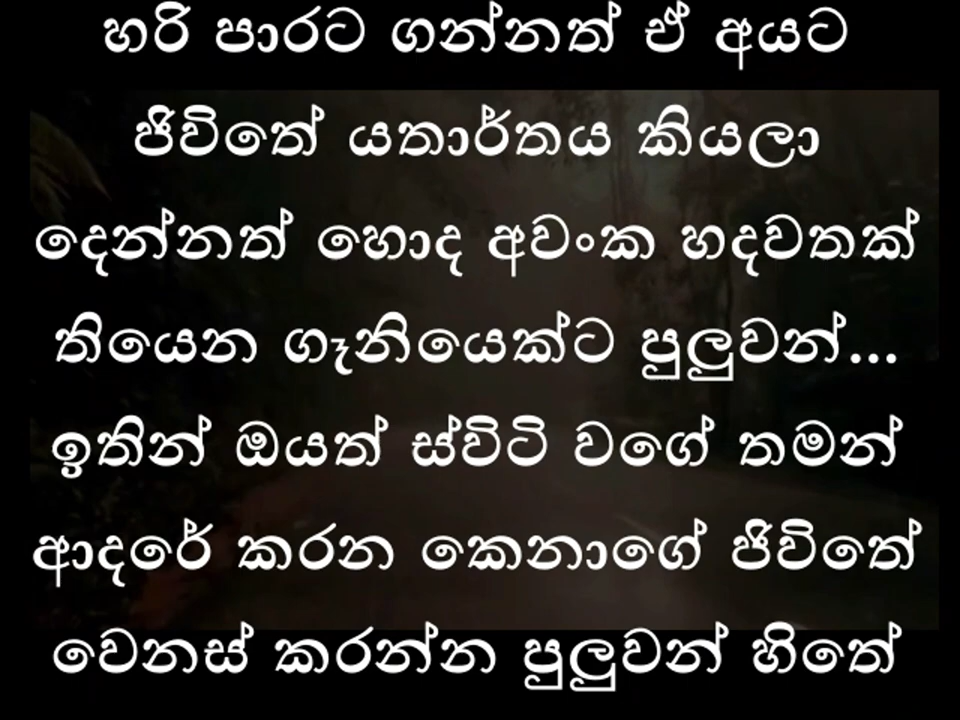 හරි පාරට ගන්නත් ඒ අයට
ජිවිතේ යතාර්තය කියලා
දෙන්නත් හොද අවංක හදවතක්
තියෙන ගෑනියෙක්ට පුලුවන්...
ඉතින් ඔයත් ස්විටි වගේ තමන්
ආදරේ කරන කෙනාගේ ජිවිතේ
වෙනස් කරන්න පුලුවන් හිතේ